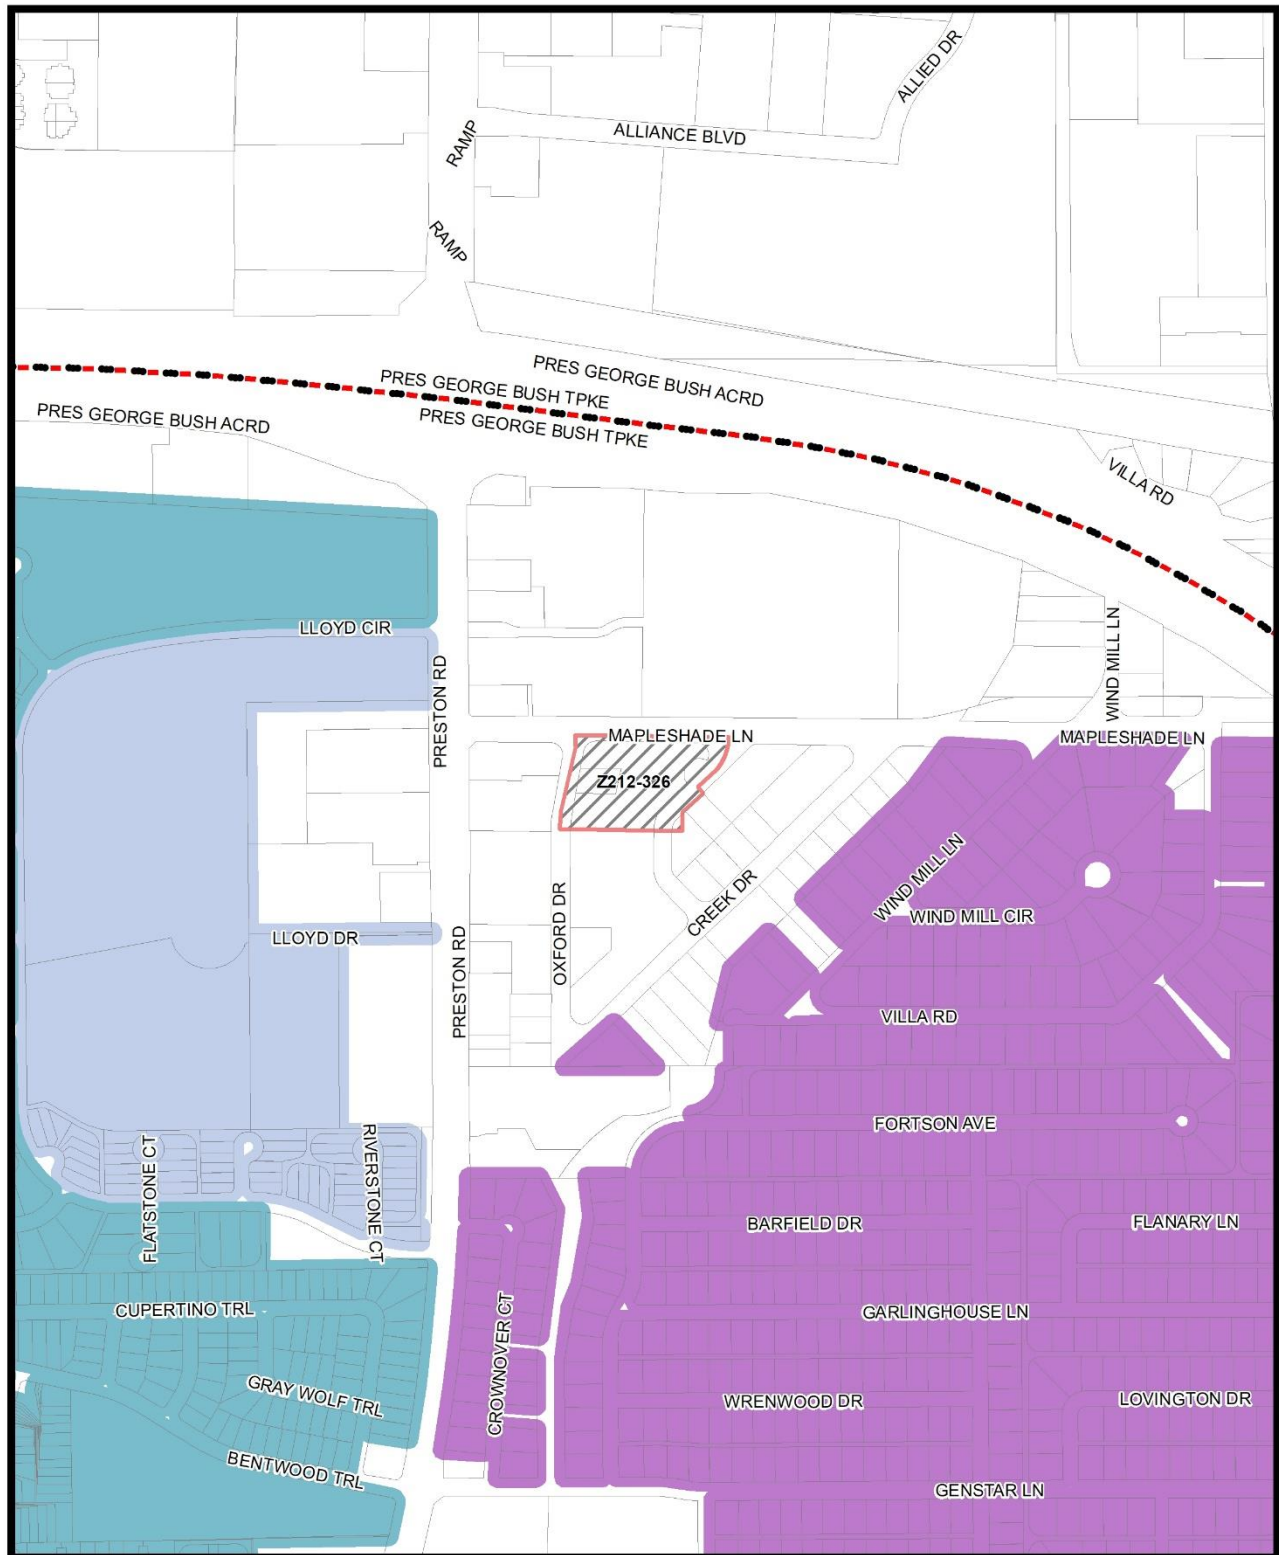 ALLIED DR
ALLIANCE BLVD
RAMP
RAMP
PRES GEORGE BUSH ACRD
PRES GEORGE BUSH TPKE
PRES GEORGE BUSH ACRD
PRES GEORGE BUSH TPKE
VILLA RD
LLOYD CIR
WIND MILL LN
PRESTON RD
MAPLESHADE LN
MAPLESHADE LN
Z212-326
WIND MILL LN
CREEK DR
WIND MILL CIR
OXFORD DR
LLOYD DR
PRESTON RD
VILLA RD
FORTSON AVE
FLATSTONE CT
RIVERSTONE CT
BARFIELD DR
FLANARY LN
CUPERTINO TRL
GARLINGHOUSE LN
CROWNOVER CT
GRAY WOLF TRL
WRENWOOD DR
LOVINGTON DR
BENTWOOD TRL
GENSTAR LN